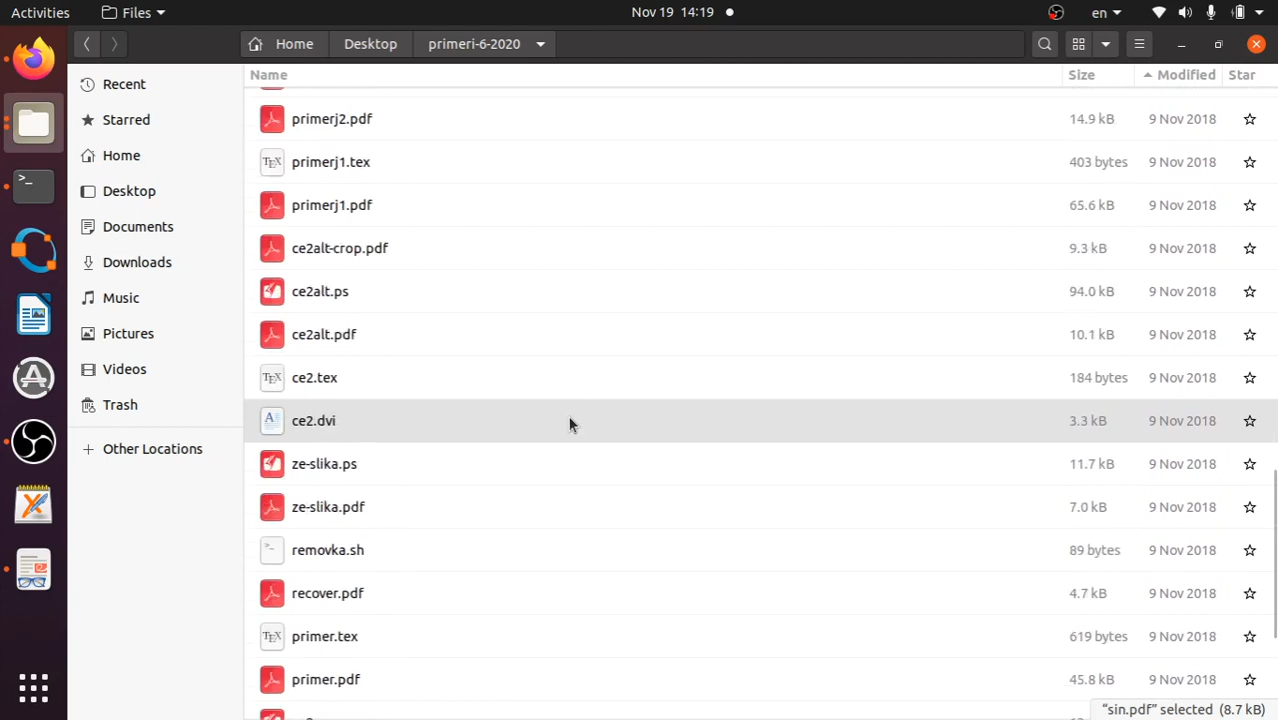 Activities Files Nov 19 14:19 en
Home Desktop primeri-6-2020
Name Size Modified Star
Recent
Starred
Home
Desktop
Documents
Downloads
Music
Pictures
Videos
Trash
Other Locations
primerj2.pdf 14.9 kB 9 Nov 2018
TEX primerj1.tex 403 bytes 9 Nov 2018
primerj1.pdf 65.6 kB 9 Nov 2018
ce2alt-crop.pdf 9.3 kB 9 Nov 2018
ce2alt.ps 94.0 kB 9 Nov 2018
ce2alt.pdf 10.1 kB 9 Nov 2018
TEX ce2.tex 184 bytes 9 Nov 2018
ce2.dvi 3.3 kB 9 Nov 2018
ze-slika.ps 11.7 kB 9 Nov 2018
ze-slika.pdf 7.0 kB 9 Nov 2018
removka.sh 89 bytes 9 Nov 2018
recover.pdf 4.7 kB 9 Nov 2018
TEX primer.tex 619 bytes 9 Nov 2018
primer.pdf 45.8 kB 9 Nov 2018
"sin.pdf" selected (8.7 kB)